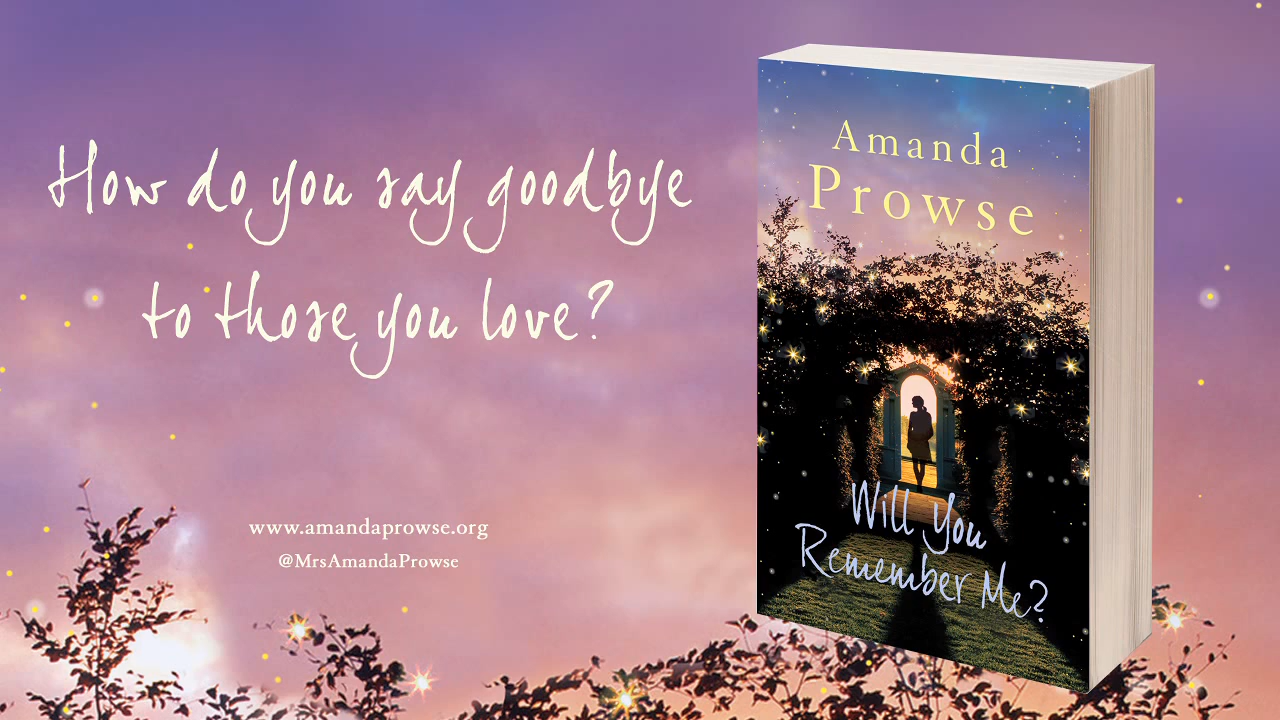 How do you say goodbye
to those you love?
www.amandaprowse.org
@MrsAmandaProwse
Amanda
Prowse
Will You
Remember Me?